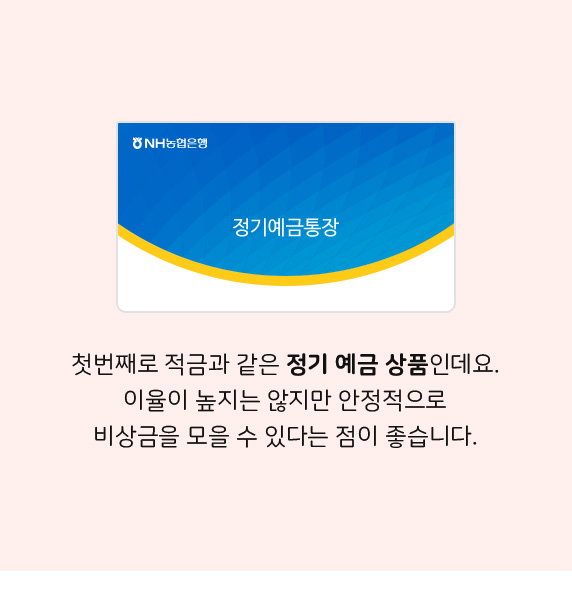 NH농협은행
정기예금통장
첫번째로 적금과 같은 정기 예금 상품인데요.
이율이 높지는 않지만 안정적으로
비상금을 모을 수 있다는 점이 좋습니다.